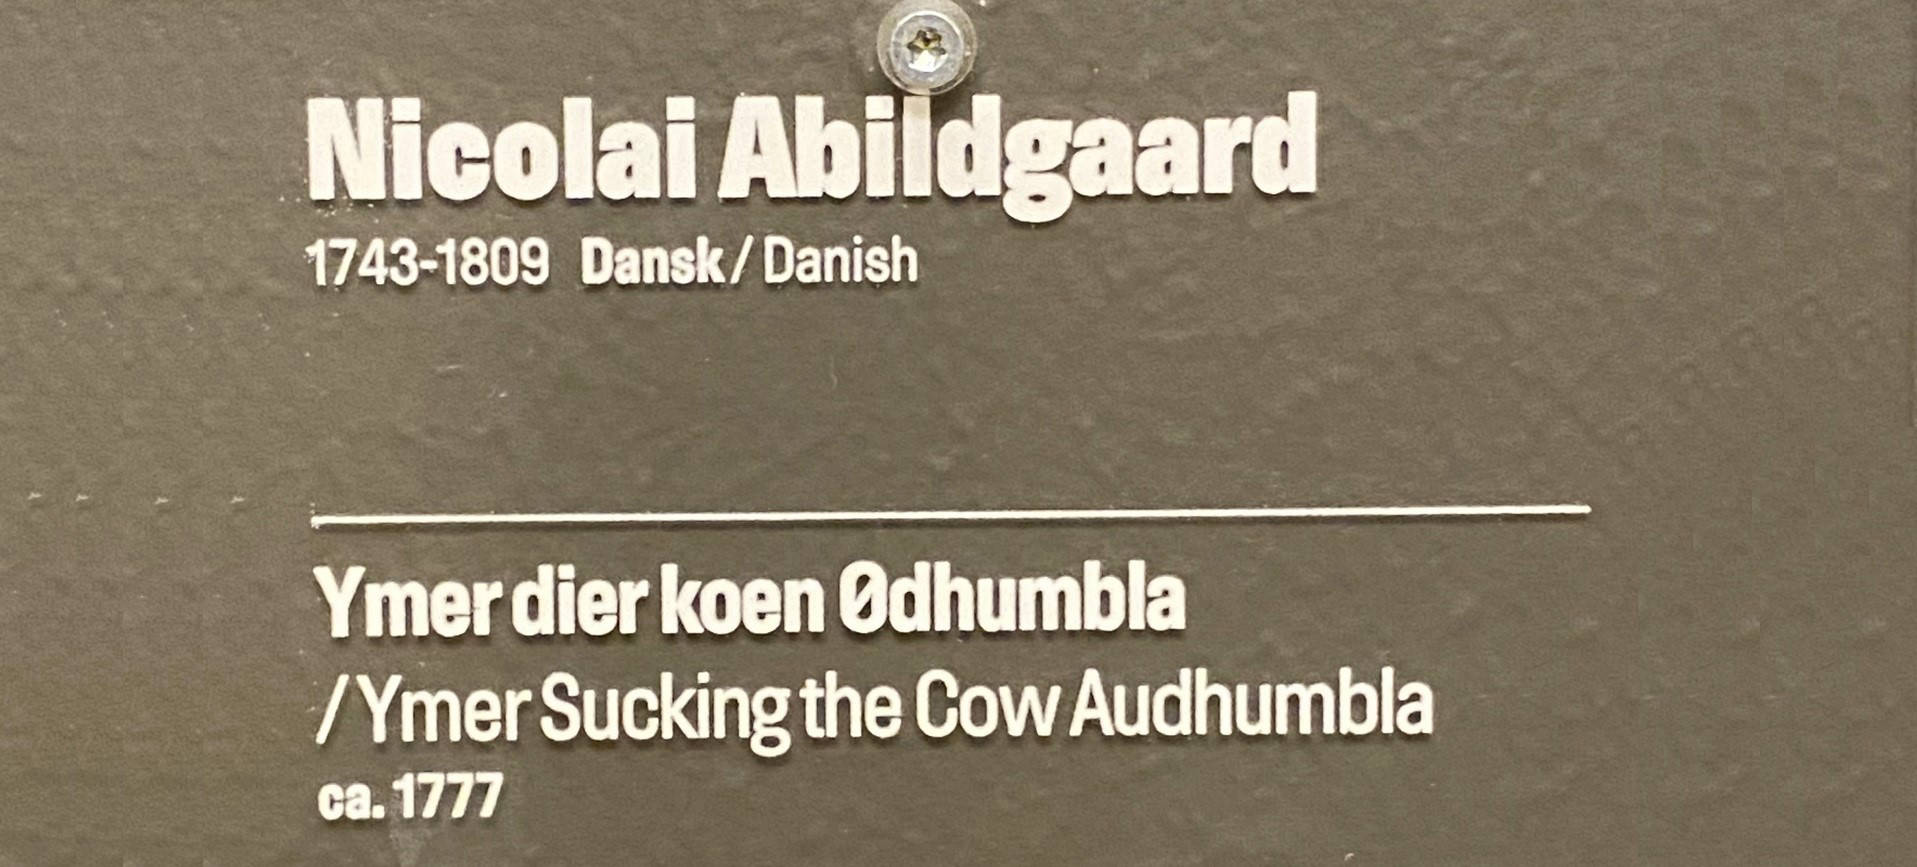 Nicolai Abildgaard
1743-1809 Dansk / Danish
Ymer dier koen Ødhumbla
/ Ymer Sucking the Cow Audhumbla
ca. 1777